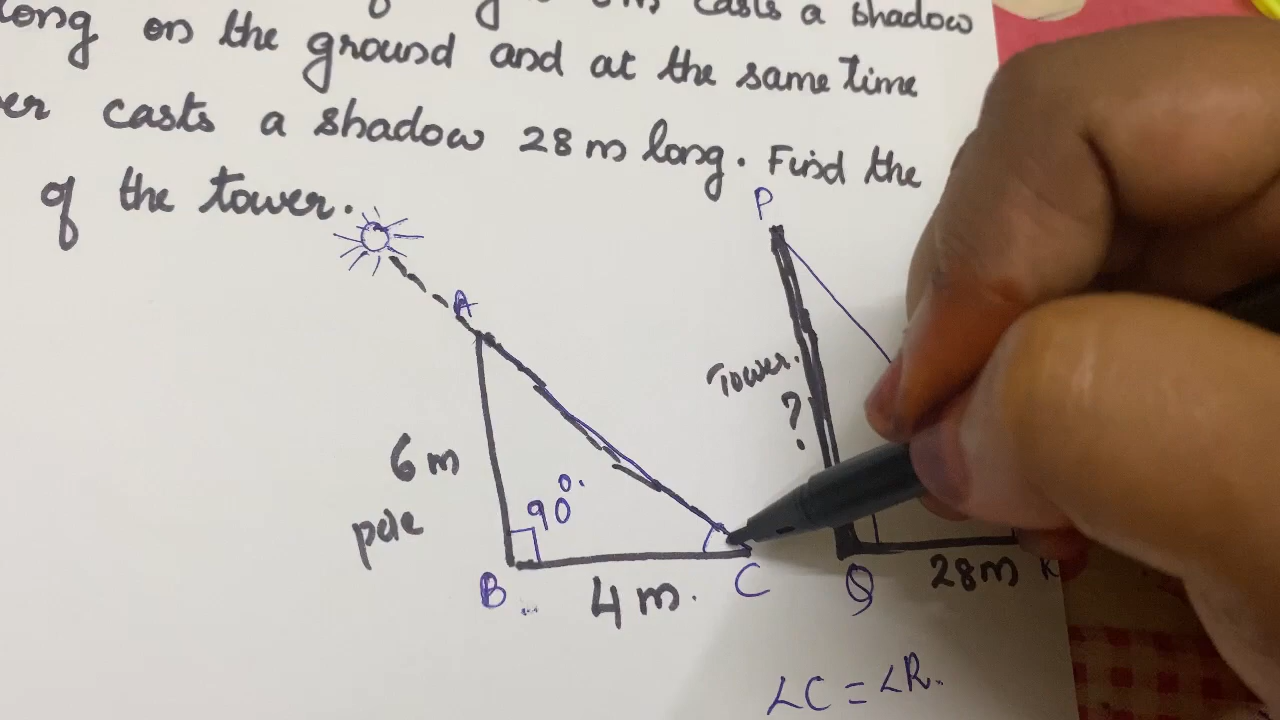 casts a shadow
long on the ground and at the same time
casts a shadow 28 m long. Find the
of the tower.
P
A
Tower.
?
6 m
90°.
pole
B
4 m.
C
Q
28m
R
∠C = ∠R.